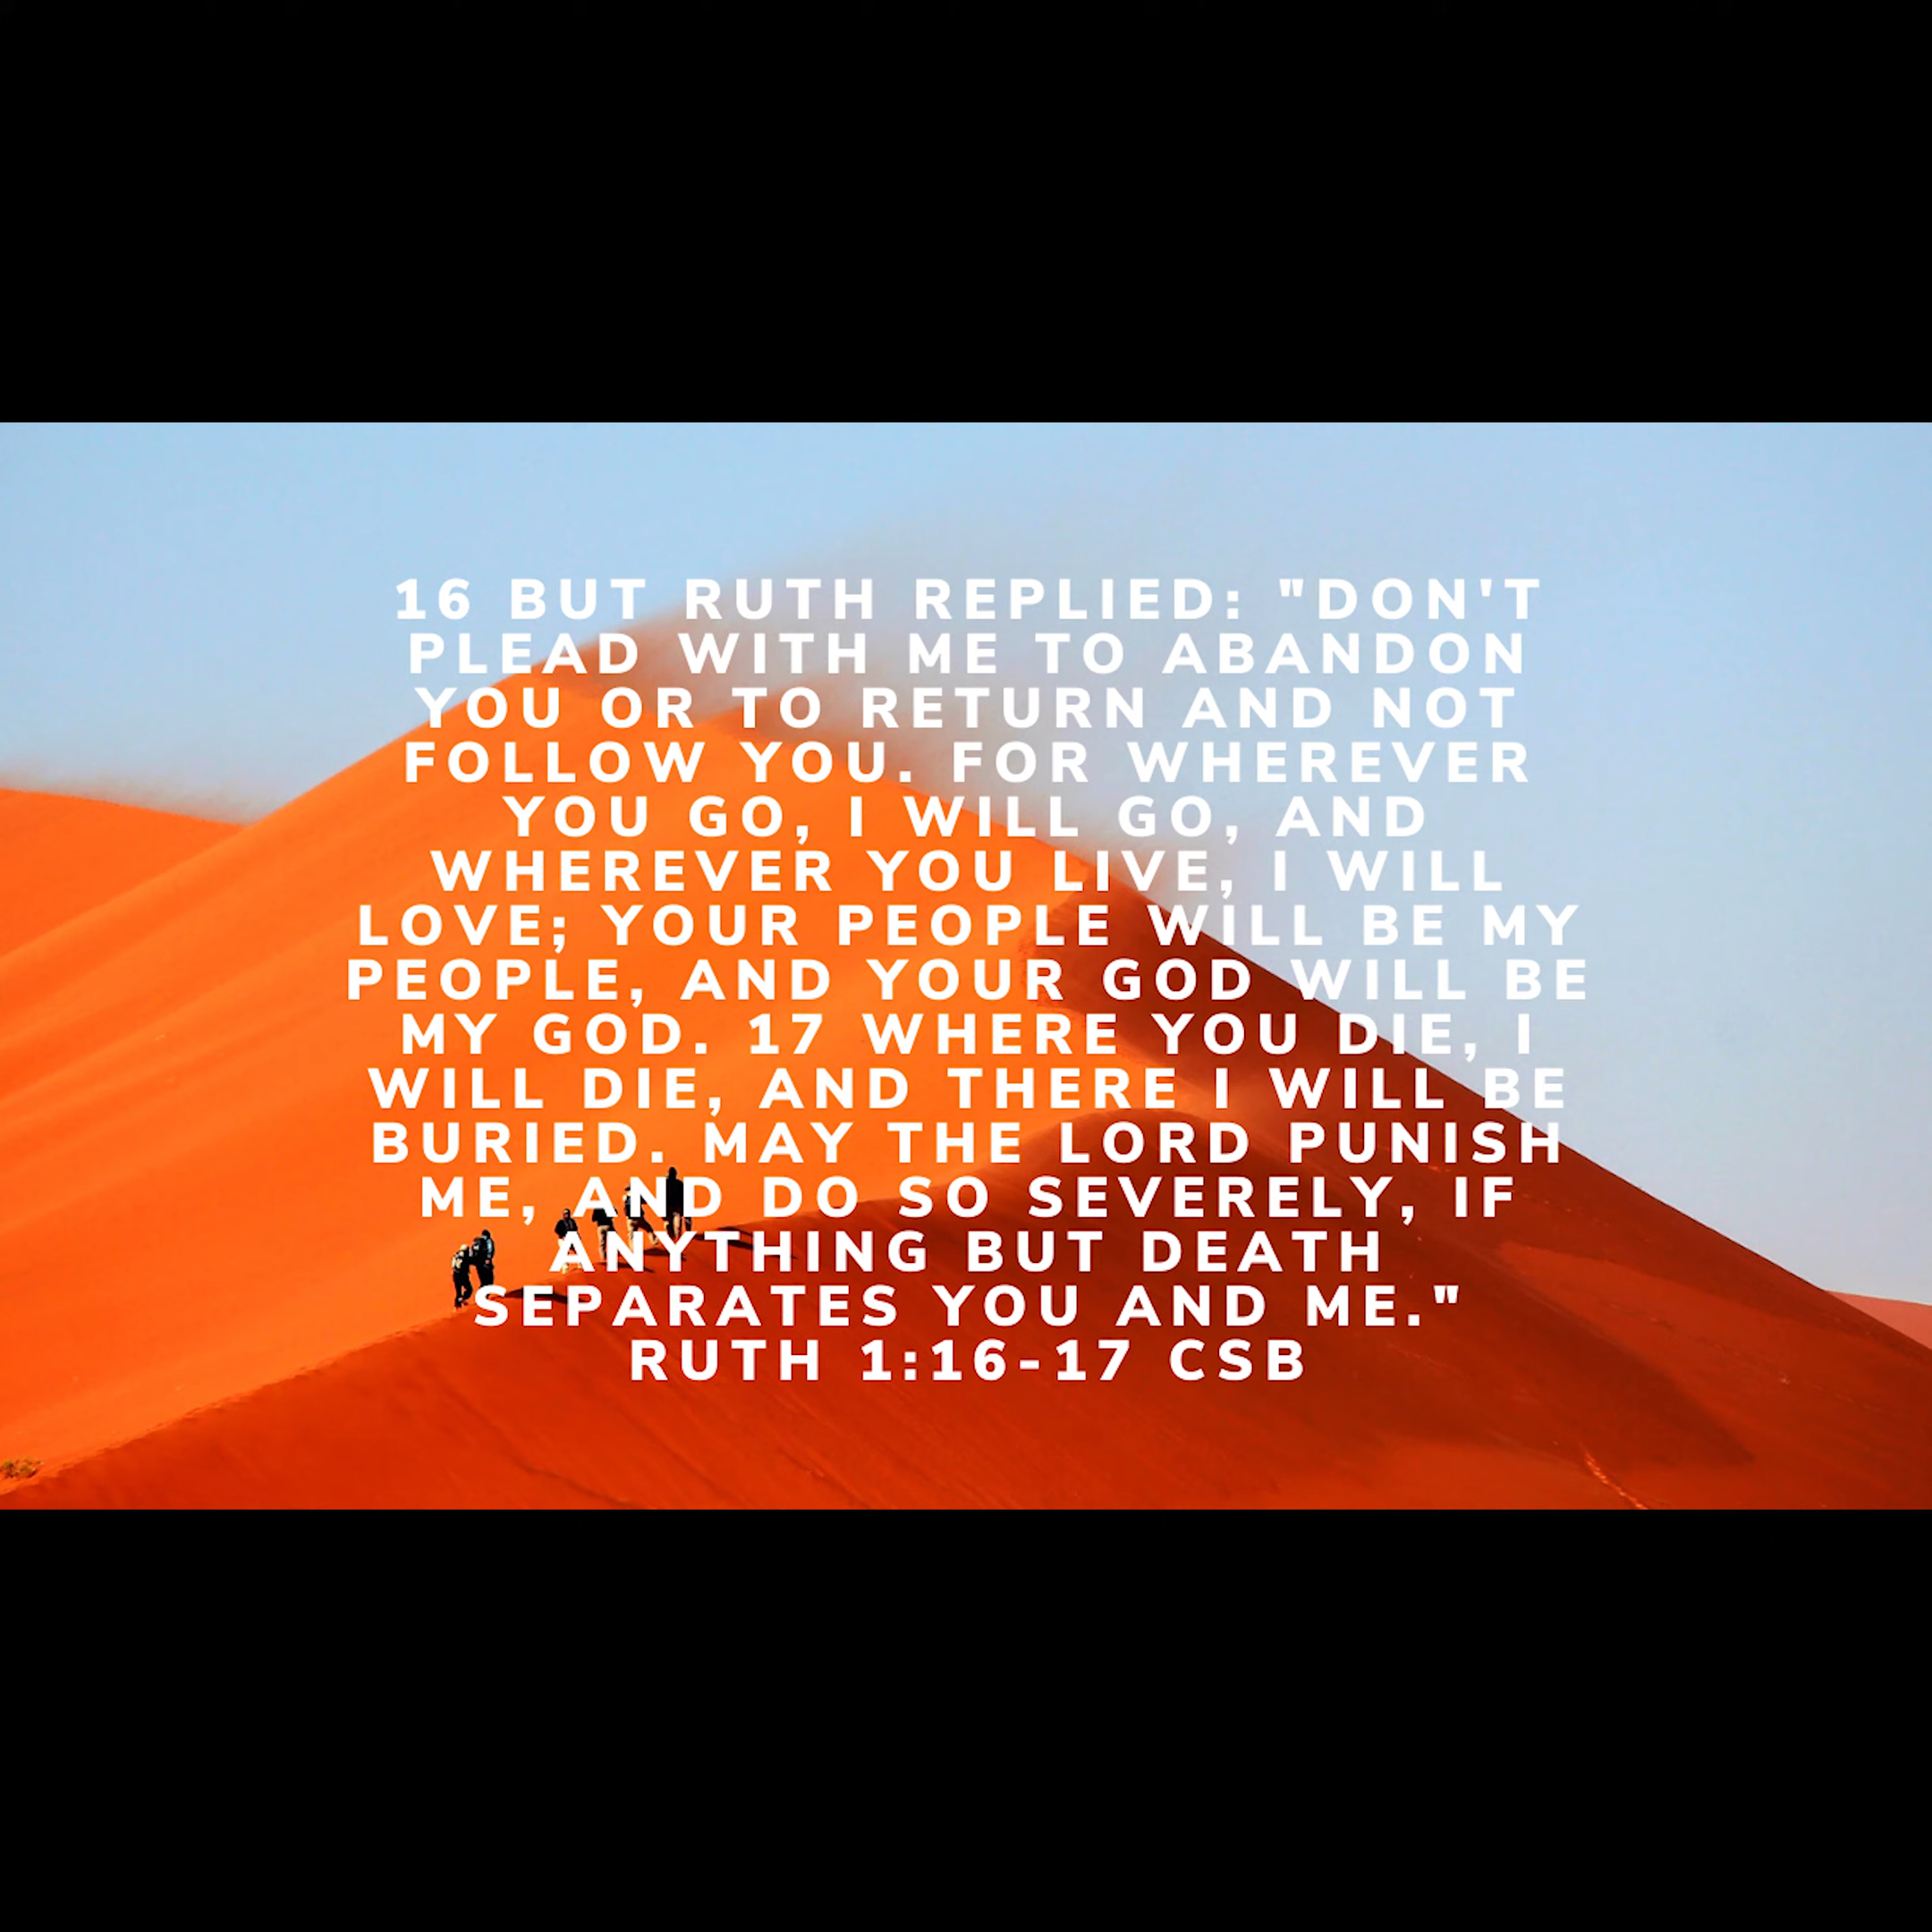 16 BUT RUTH REPLIED: "DON'T
PLEAD WITH ME TO ABANDON
YOU OR TO RETURN AND NOT
FOLLOW YOU. FOR WHEREVER
YOU GO, I WILL GO, AND
WHEREVER YOU LIVE, I WILL
LOVE; YOUR PEOPLE WILL BE MY
PEOPLE, AND YOUR GOD WILL BE
MY GOD. 17 WHERE YOU DIE, I
WILL DIE, AND THERE I WILL BE
BURIED. MAY THE LORD PUNISH
ME, AND DO SO SEVERELY, IF
ANYTHING BUT DEATH
SEPARATES YOU AND ME."
RUTH 1:16-17 CSB